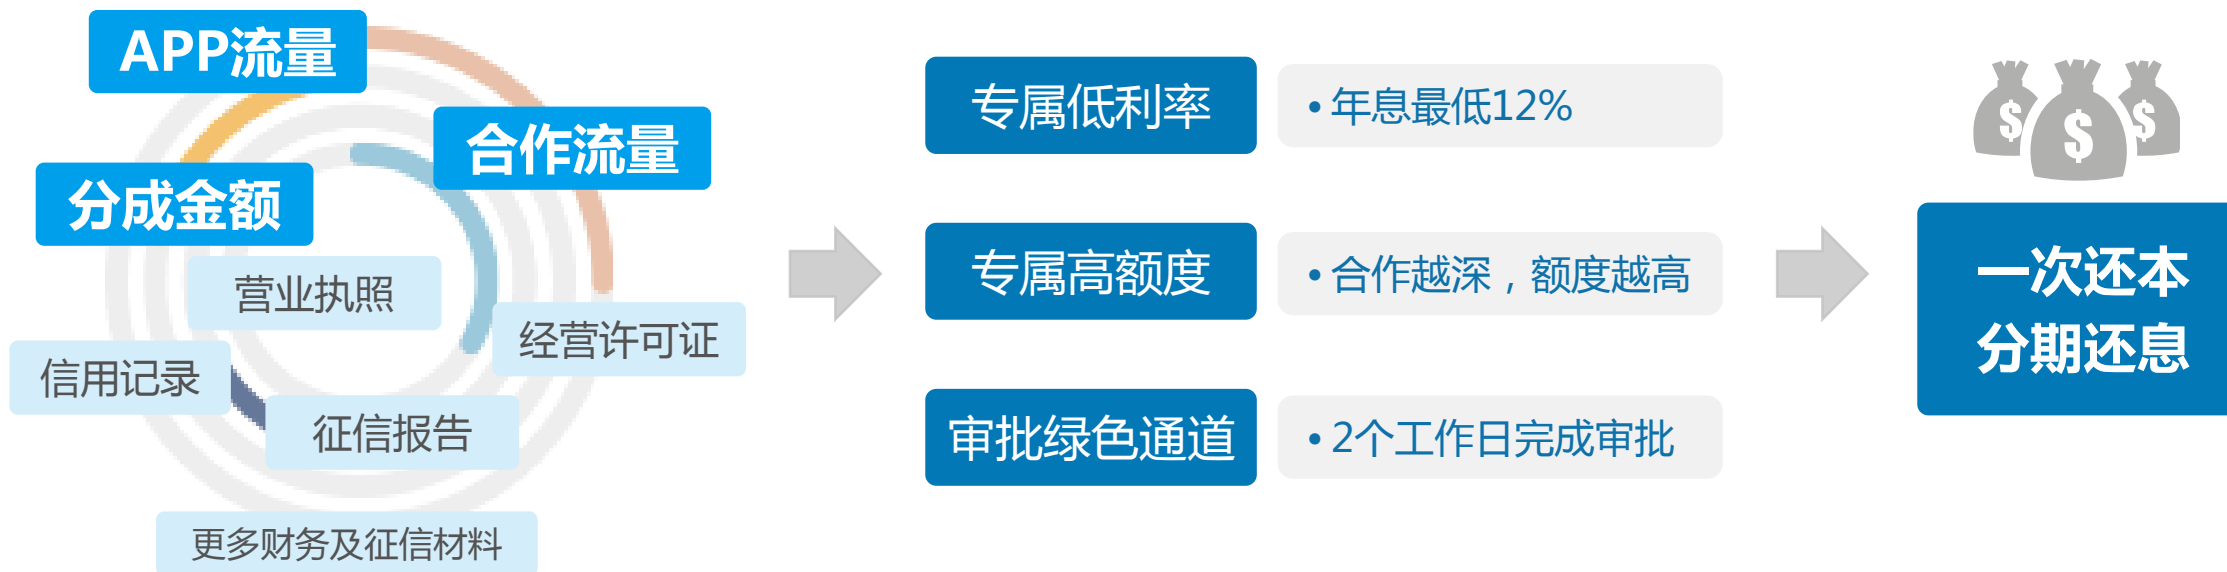 APP流量
合作流量
分成金额
营业执照
经营许可证
信用记录
征信报告
更多财务及征信材料
专属低利率
• 年息最低12%
专属高额度
• 合作越深，额度越高
审批绿色通道
• 2个工作日完成审批
$ $ $
一次还本
分期还息